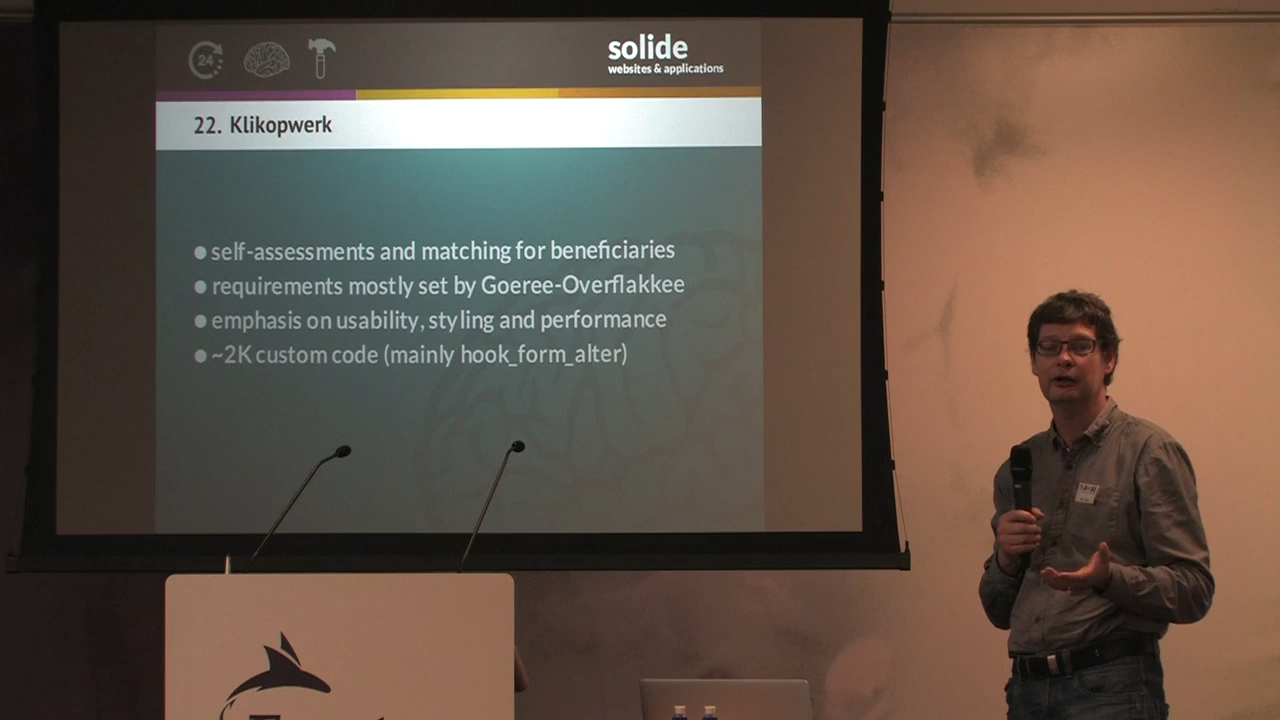 24
solide
websites & applications
22. Klikopwerk
● self-assessments and matching for beneficiaries
● requirements mostly set by Goeree-Overflakkee
● emphasis on usability, styling and performance
● ~2K custom code (mainly hook_form_alter)